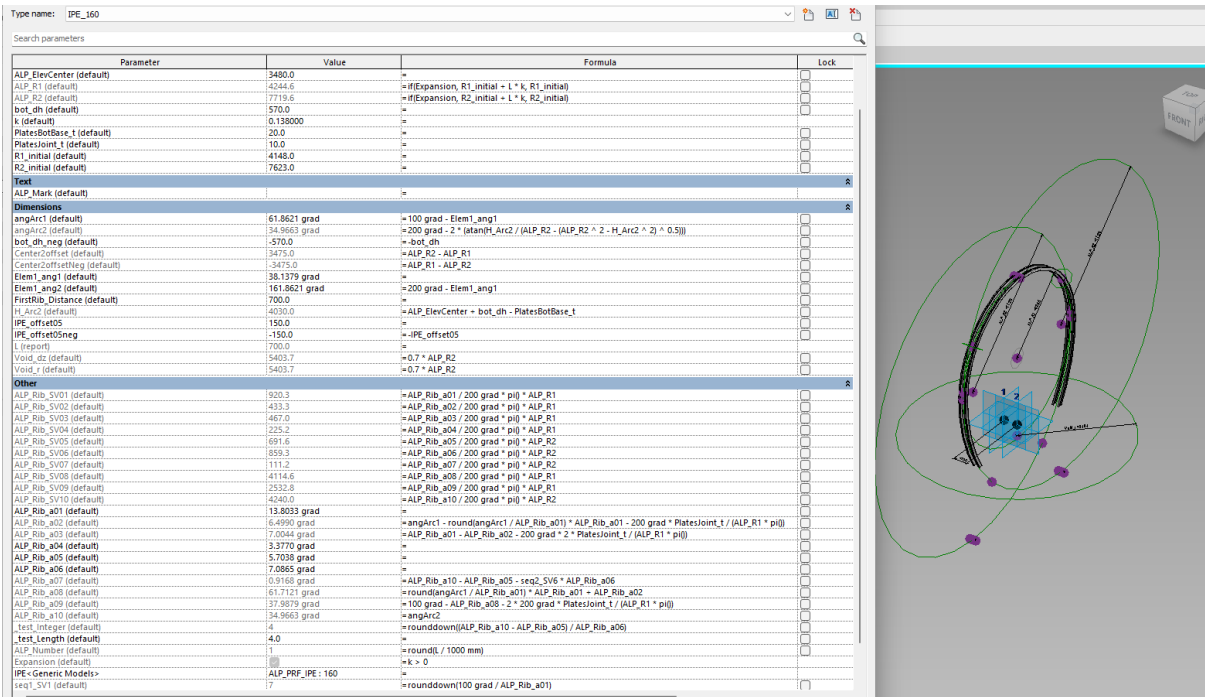 Type name: IPE_160
Search parameters
Parameter Value Formula Lock
ALP_ElevCenter (default) 3480.0 =
ALP_R1 (default) 4244.6 =if(Expansion, R1_initial + L * k, R1_initial)
ALP_R2 (default) 7719.6 =if(Expansion, R2_initial + L * k, R2_initial)
bot_dh (default) 570.0 =
k (default) 0.138000 =
PlatesBotBase_t (default) 20.0 =
PlatesJoint_t (default) 10.0 =
R1_initial (default) 4148.0 =
R2_initial (default) 7623.0 =
Text
ALP_Mark (default) =
Dimensions
angArc1 (default) 61.8621 grad =100 grad - Elem1_ang1
angArc2 (default) 34.9663 grad =200 grad - 2 * (atan(H_Arc2 / (ALP_R2 - (ALP_R2 ^ 2 - H_Arc2 ^ 2) ^ 0.5)))
bot_dh_neg (default) -570.0 =-bot_dh
Center2offset (default) 3475.0 =ALP_R2 - ALP_R1
Center2offsetNeg (default) -3475.0 =ALP_R1 - ALP_R2
Elem1_ang1 (default) 38.1379 grad =
Elem1_ang2 (default) 161.8621 grad =200 grad - Elem1_ang1
FirstRib_Distance (default) 700.0 =
H_Arc2 (default) 4030.0 =ALP_ElevCenter + bot_dh - PlatesBotBase_t
IPE_offset05 150.0 =
IPE_offset05neg -150.0 =-IPE_offset05
L (report) 700.0 =
Void_dz (default) 5403.7 =0.7 * ALP_R2
Void_r (default) 5403.7 =0.7 * ALP_R2
Other
ALP_Rib_SV01 (default) 920.3 =ALP_Rib_a01 / 200 grad * pi() * ALP_R1
ALP_Rib_SV02 (default) 433.3 =ALP_Rib_a02 / 200 grad * pi() * ALP_R1
ALP_Rib_SV03 (default) 467.0 =ALP_Rib_a03 / 200 grad * pi() * ALP_R1
ALP_Rib_SV04 (default) 225.2 =ALP_Rib_a04 / 200 grad * pi() * ALP_R1
ALP_Rib_SV05 (default) 691.6 =ALP_Rib_a05 / 200 grad * pi() * ALP_R2
ALP_Rib_SV06 (default) 859.3 =ALP_Rib_a06 / 200 grad * pi() * ALP_R2
ALP_Rib_SV07 (default) 111.2 =ALP_Rib_a07 / 200 grad * pi() * ALP_R2
ALP_Rib_SV08 (default) 4114.6 =ALP_Rib_a08 / 200 grad * pi() * ALP_R1
ALP_Rib_SV09 (default) 2532.8 =ALP_Rib_a09 / 200 grad * pi() * ALP_R1
ALP_Rib_SV10 (default) 4240.0 =ALP_Rib_a10 / 200 grad * pi() * ALP_R2
ALP_Rib_a01 (default) 13.8033 grad =
ALP_Rib_a02 (default) 6.4990 grad =angArc1 - round(angArc1 / ALP_Rib_a01) * ALP_Rib_a01 - 200 grad * PlatesJoint_t / (ALP_R1 * pi())
ALP_Rib_a03 (default) 7.0044 grad =ALP_Rib_a01 - ALP_Rib_a02 - 200 grad * 2 * PlatesJoint_t / (ALP_R1 * pi())
ALP_Rib_a04 (default) 3.3770 grad =
ALP_Rib_a05 (default) 5.7038 grad =
ALP_Rib_a06 (default) 7.0865 grad =
ALP_Rib_a07 (default) 0.9168 grad =ALP_Rib_a10 - ALP_Rib_a05 - seq2_SV6 * ALP_Rib_a06
ALP_Rib_a08 (default) 61.7121 grad =round(angArc1 / ALP_Rib_a01) * ALP_Rib_a01 + ALP_Rib_a02
ALP_Rib_a09 (default) 37.9879 grad =100 grad - ALP_Rib_a08 - 2 * 200 grad * PlatesJoint_t / (ALP_R1 * pi())
ALP_Rib_a10 (default) 34.9663 grad =angArc2
_test_Integer (default) 4 =rounddown((ALP_Rib_a10 - ALP_Rib_a05) / ALP_Rib_a06)
_test_Length (default) 4.0 =
ALP_Number (default) 1 =round(L / 1000 mm)
Expansion (default) =k > 0
IPE<Generic Models> ALP_PRF_IPE : 160 =
seq1_SV1 (default) 7 =rounddown(100 grad / ALP_Rib_a01)
TOP
FRONT
1
2